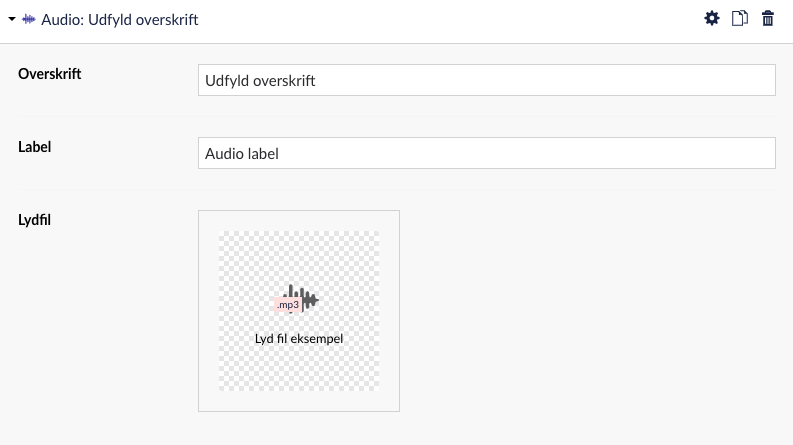 Audio: Udfyld overskrift
Overskrift
Udfyld overskrift
Label
Audio label
Lydfil
.mp3
Lyd fil eksempel